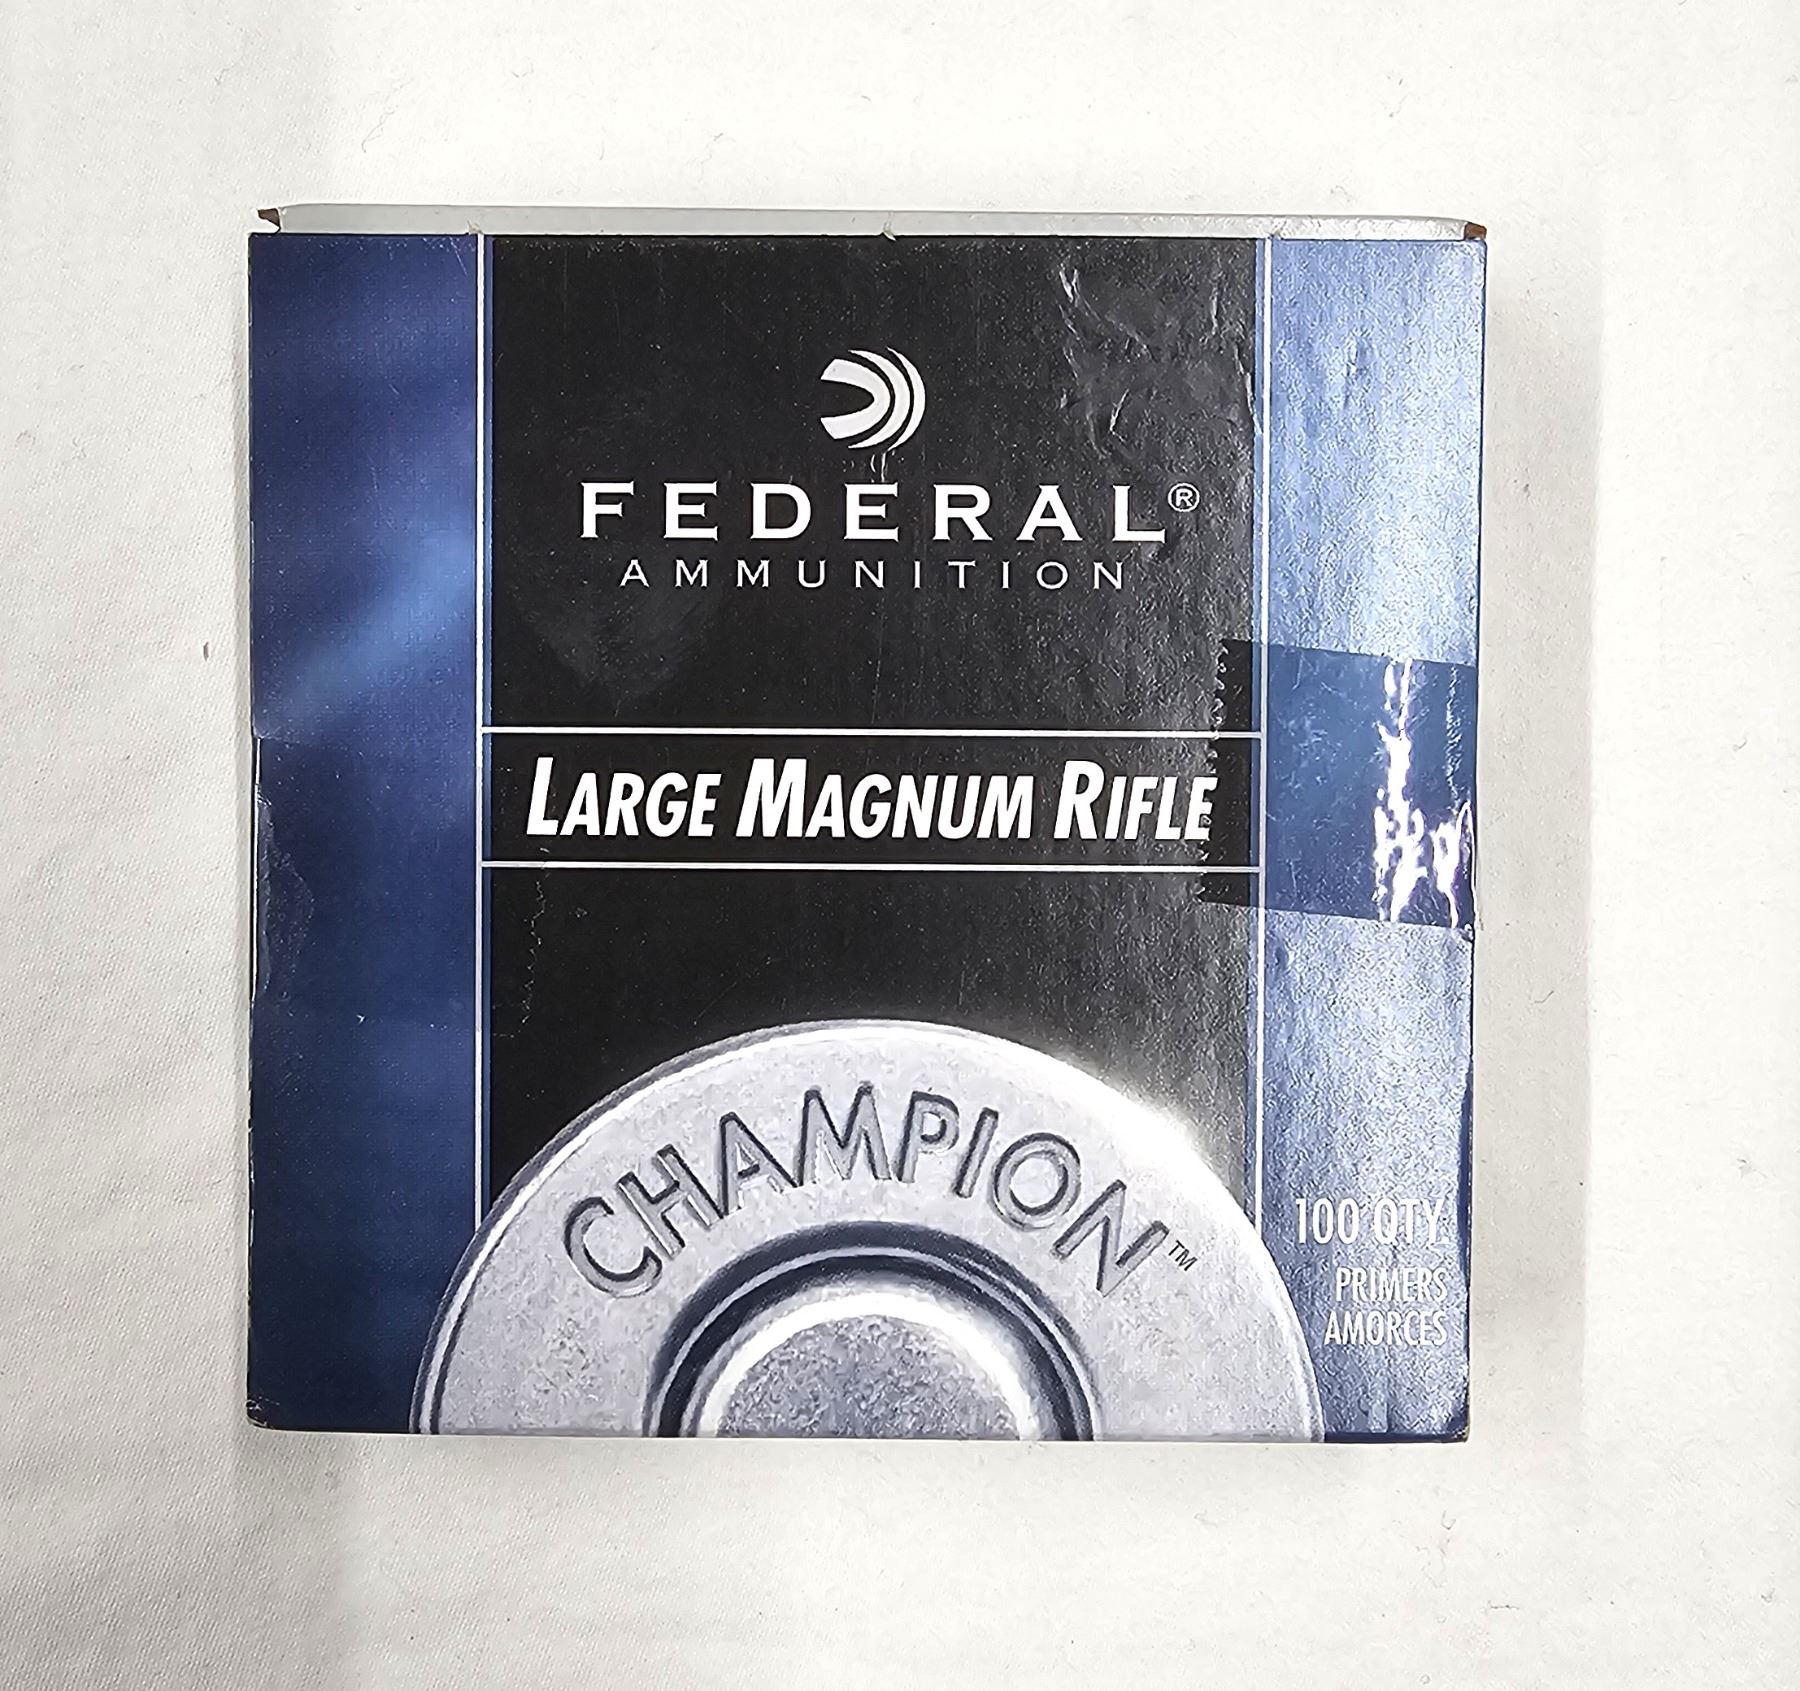 FEDERAL®
AMMUNITION
LARGE MAGNUM RIFLE
CHAMPION™
100 QTY.
PRIMERS
AMORCES